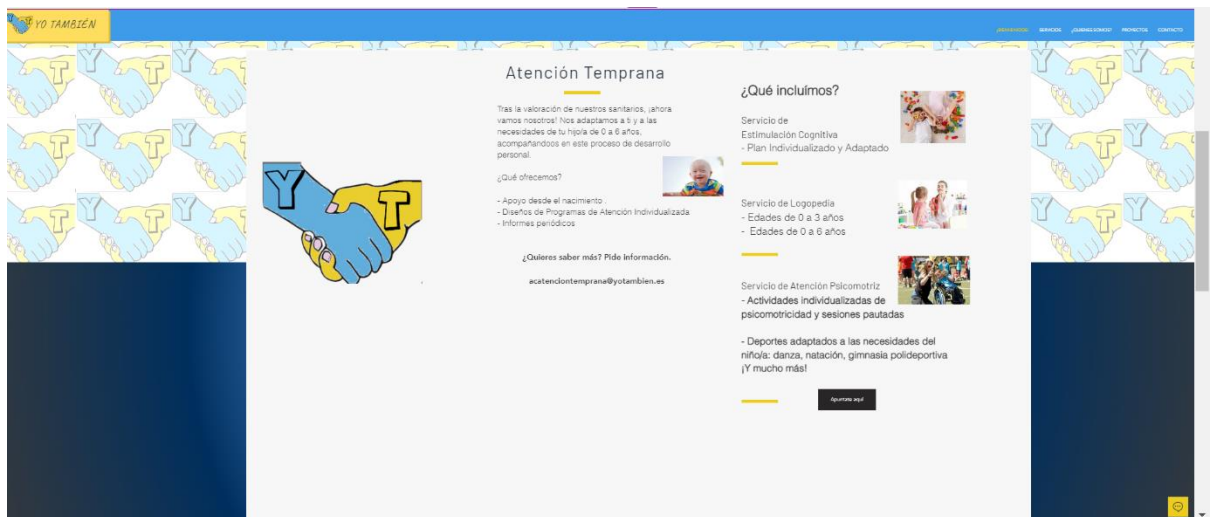 YO TAMBIÉN
¡BIENVENIDOS! SERVICIOS ¿QUIENES SOMOS? PROYECTOS CONTACTO
Y T
Atención Temprana
Tras la valoración de nuestros sanitarios, ¡ahora
vamos nosotros! Nos adaptamos a ti y a las
necesidades de tu hijo/a de 0 a 6 años,
acompañandoos en este proceso de desarrollo
personal.
¿Qué ofrecemos?
- Apoyo desde el nacimiento .
- Diseños de Programas de Atención Individualizada
- Informes periódicos
¿Quieres saber más? Pide información.
acatenciontemprana@yotambien.es
¿Qué incluímos?
Servicio de
Estimulación Cognitiva
- Plan Individualizado y Adaptado
Servicio de Logopedia
- Edades de 0 a 3 años
- Edades de 0 a 6 años
Servicio de Atención Psicomotriz
- Actividades individualizadas de
psicomotricidad y sesiones pautadas
- Deportes adaptados a las necesidades del
niño/a: danza, natación, gimnasia polideportiva
¡Y mucho más!
Apuntate aquí